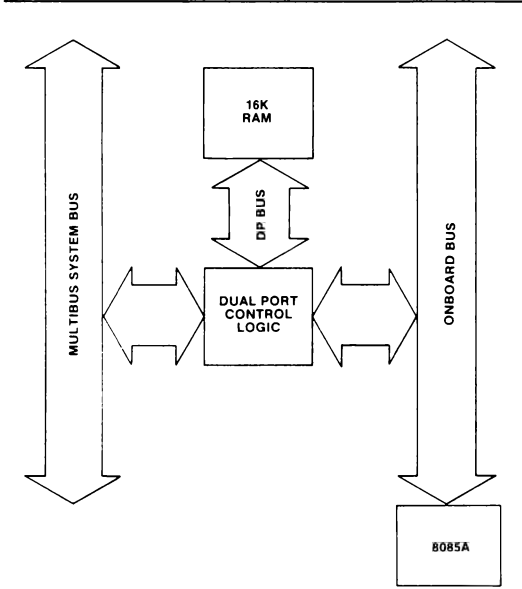 16K
RAM
DP BUS
MULTIBUS SYSTEM BUS
DUAL PORT
CONTROL
LOGIC
ONBOARD BUS
8085A